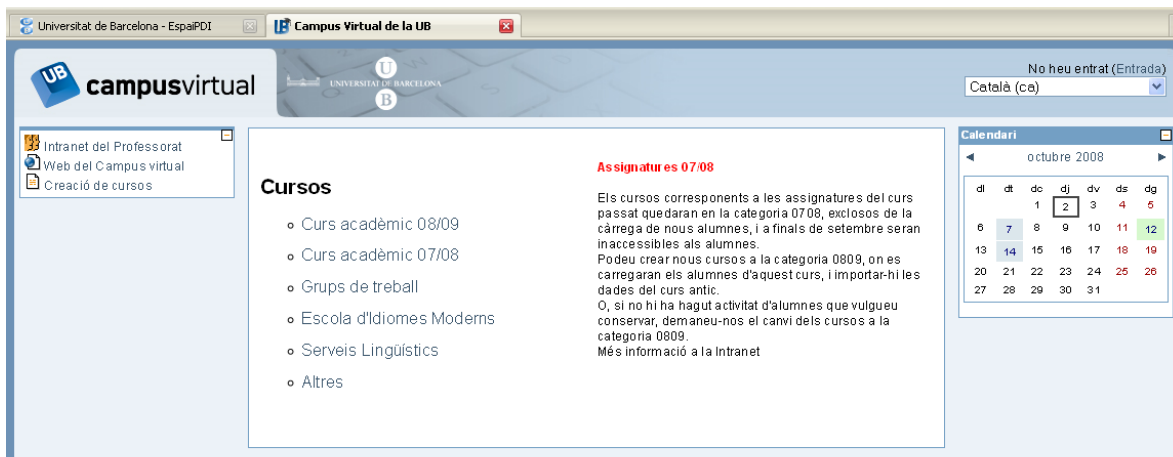 Universitat de Barcelona - EspaiPDI
Campus Virtual de la UB
UB
campusvirtual
UNIVERSITAT DE BARCELONA
U
B
No heu entrat (Entrada)
Català (ca)
Intranet del Professorat
Web del Campus virtual
Creació de cursos
Cursos
Curs acadèmic 08/09
Curs acadèmic 07/08
Grups de treball
Escola d'Idiomes Moderns
Serveis Lingüístics
Altres
Assignatures 07/08
Els cursos corresponents a les assignatures del curs
passat quedaran en la categoria 0708, exclosos de la
càrrega de nous alumnes, i a finals de setembre seran
inaccessibles als alumnes.
Podeu crear nous cursos a la categoria 0809, on es
carregaran els alumnes d'aquest curs, i importar-hi les
dades del curs antic.
O, si no hi ha hagut activitat d'alumnes que vulgueu
conservar, demaneu-nos el canvi dels cursos a la
categoria 0809.
Més informació a la Intranet
Calendari
octubre 2008
dl dt dc dj dv ds dg
1 2 3 4 5
6 7 8 9 10 11 12
13 14 15 16 17 18 19
20 21 22 23 24 25 26
27 28 29 30 31